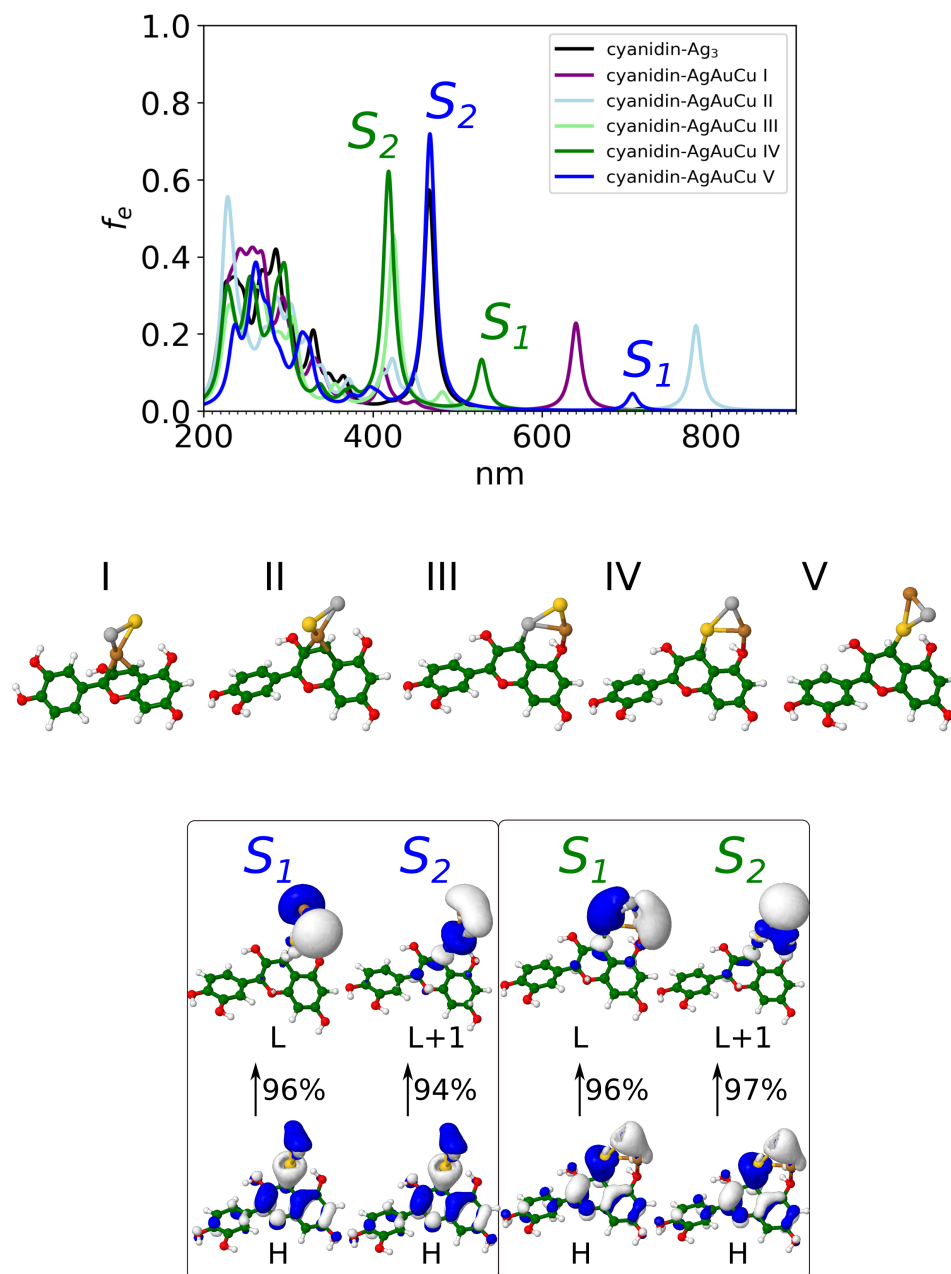 1.0
0.8
0.6
0.4
0.2
0.0
f_e
200
400
600
800
nm
cyanidin-Ag₃
cyanidin-AgAuCu I
cyanidin-AgAuCu II
cyanidin-AgAuCu III
cyanidin-AgAuCu IV
cyanidin-AgAuCu V
S₂
S₂
S₁
S₁
I II III IV V
S₁ S₂ S₁ S₂
L L+1 L L+1
96% 94% 96% 97%
H H H H